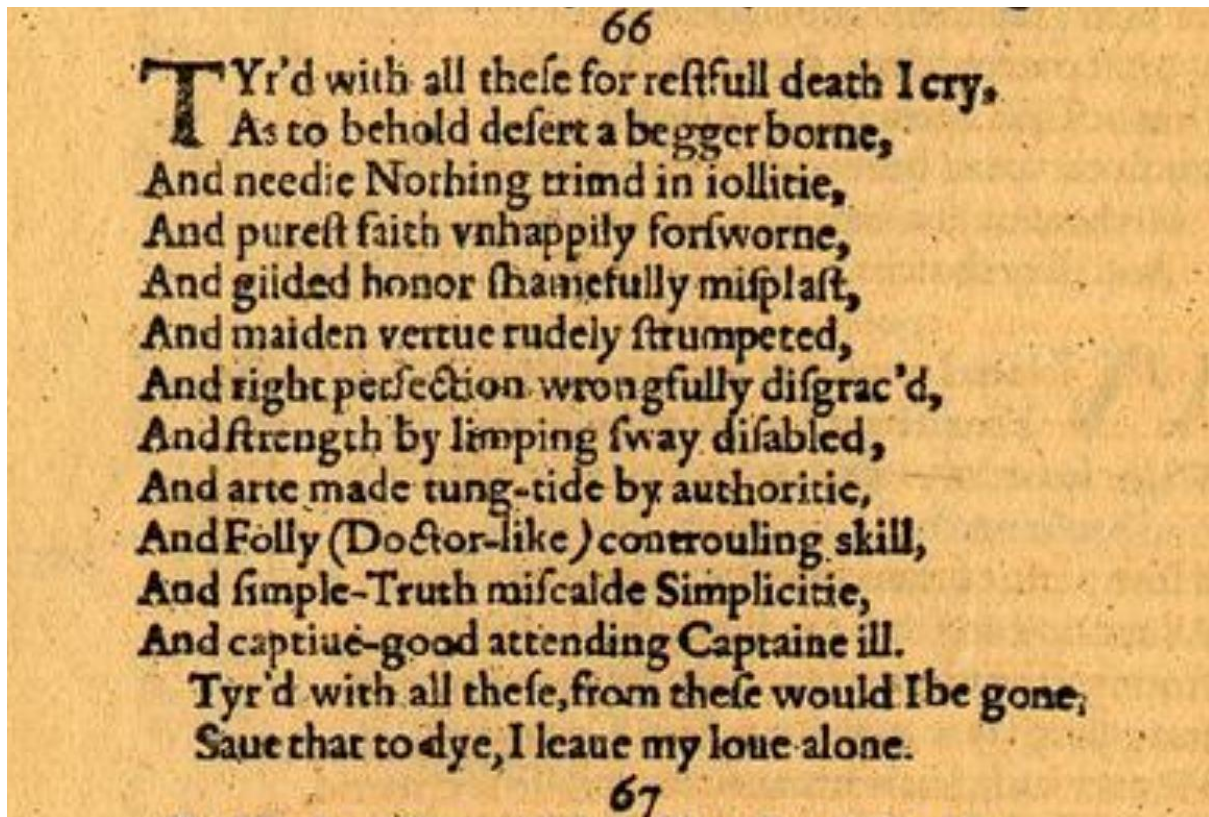 66
TYr'd with all theſe for reſtfull death I cry,
As to behold deſert a begger borne,
And needie Nothing trimd in iollitie,
And pureſt faith vnhappily forſworne,
And gilded honor ſhamefully miſplaſt,
And maiden vertue rudely ſtrumpeted,
And right perfection wrongfully diſgrac'd,
And ſtrength by limping ſway diſabled,
And arte made tung-tide by authoritie,
And Folly (Doctor-like) controuling skill,
And ſimple-Truth miſcalde Simplicitie,
And captiue-good attending Captaine ill.
Tyr'd with all theſe, from theſe would I be gone,
Saue that to dye, I leaue my loue alone.
67